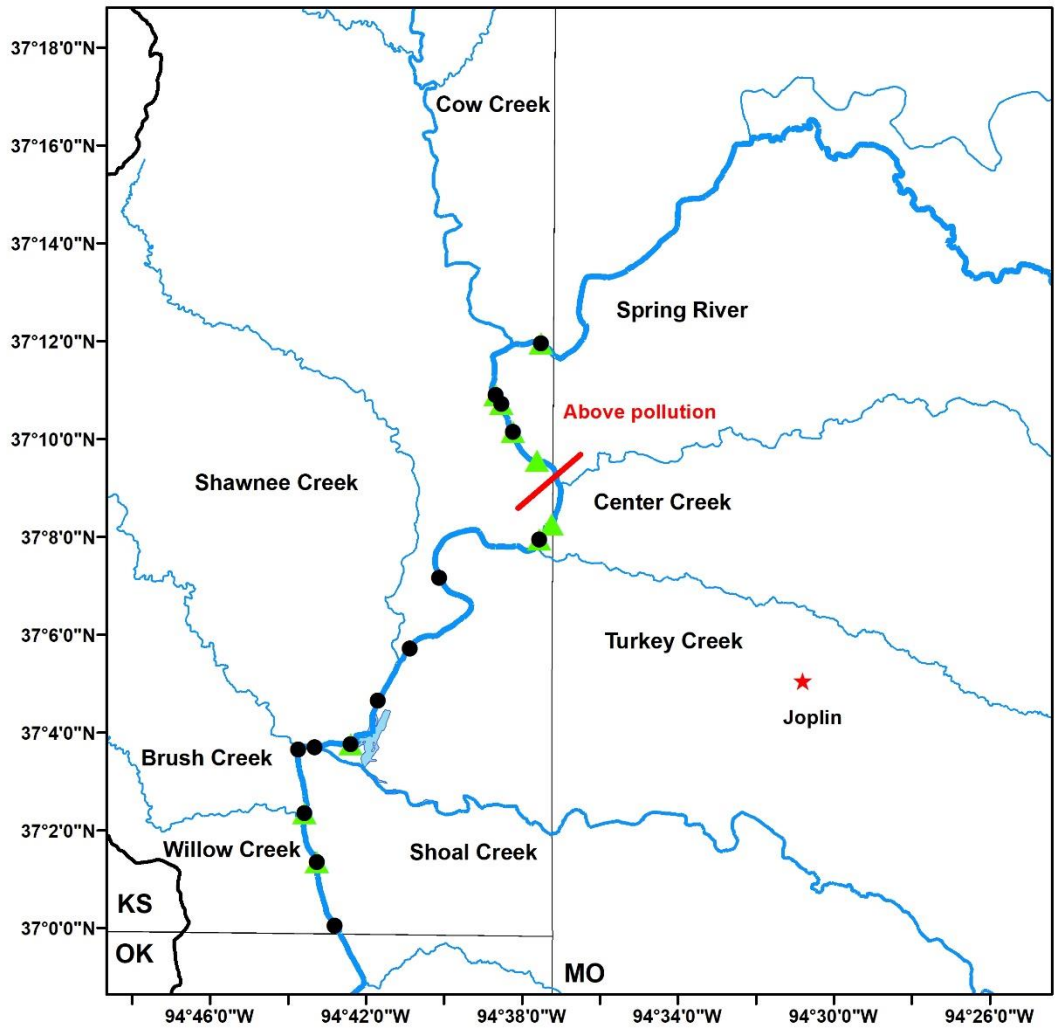 37°18'0"N
Cow Creek
37°16'0"N
37°14'0"N
Spring River
37°12'0"N
Above pollution
37°10'0"N
Shawnee Creek
Center Creek
37°8'0"N
37°6'0"N
Turkey Creek
Joplin
37°4'0"N
Brush Creek
37°2'0"N
Willow Creek
Shoal Creek
KS
37°0'0"N
OK
MO
94°46'0"W
94°42'0"W
94°38'0"W
94°34'0"W
94°30'0"W
94°26'0"W